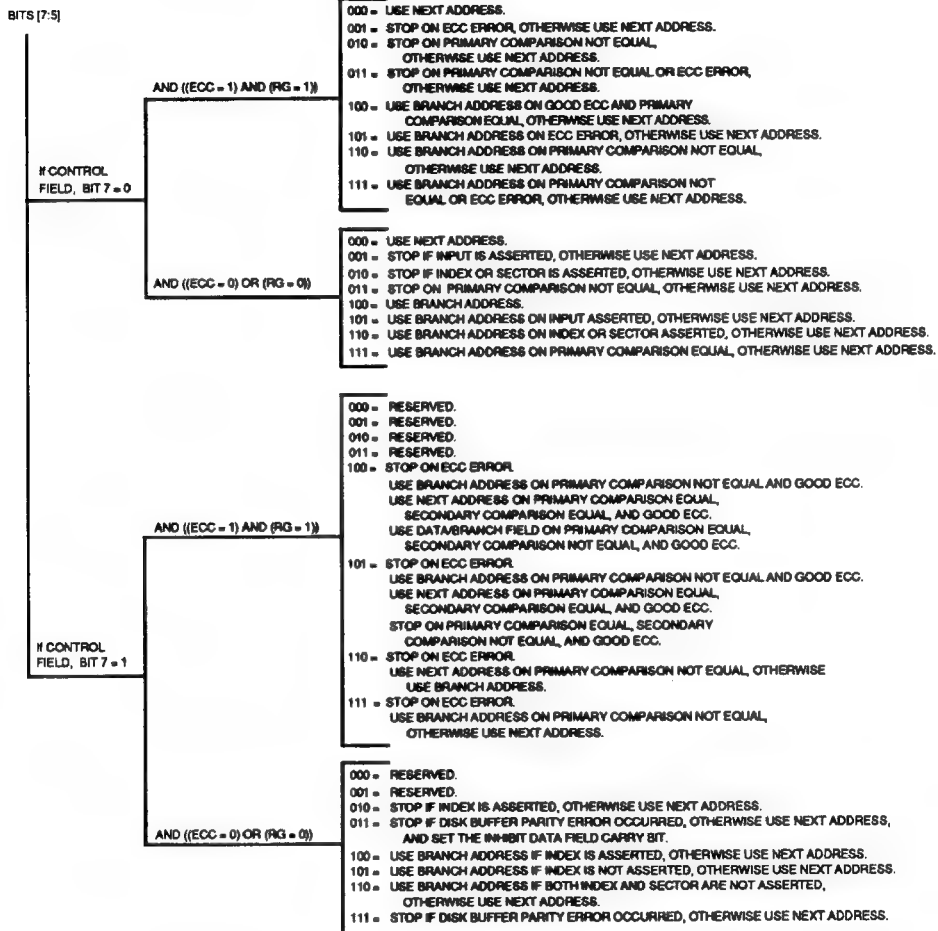 BITS [7:5]
IF CONTROL
FIELD, BIT 7 = 0
AND ((ECC = 1) AND (RG = 1))
000 = USE NEXT ADDRESS.
001 = STOP ON ECC ERROR, OTHERWISE USE NEXT ADDRESS.
010 = STOP ON PRIMARY COMPARISON NOT EQUAL,
OTHERWISE USE NEXT ADDRESS.
011 = STOP ON PRIMARY COMPARISON NOT EQUAL OR ECC ERROR,
OTHERWISE USE NEXT ADDRESS.
100 = USE BRANCH ADDRESS ON GOOD ECC AND PRIMARY
COMPARISON EQUAL, OTHERWISE USE NEXT ADDRESS.
101 = USE BRANCH ADDRESS ON ECC ERROR, OTHERWISE USE NEXT ADDRESS.
110 = USE BRANCH ADDRESS ON PRIMARY COMPARISON NOT EQUAL,
OTHERWISE USE NEXT ADDRESS.
111 = USE BRANCH ADDRESS ON PRIMARY COMPARISON NOT
EQUAL OR ECC ERROR, OTHERWISE USE NEXT ADDRESS.
AND ((ECC = 0) OR (RG = 0))
000 = USE NEXT ADDRESS.
001 = STOP IF INPUT IS ASSERTED, OTHERWISE USE NEXT ADDRESS.
010 = STOP IF INDEX OR SECTOR IS ASSERTED, OTHERWISE USE NEXT ADDRESS.
011 = STOP ON PRIMARY COMPARISON NOT EQUAL, OTHERWISE USE NEXT ADDRESS.
100 = USE BRANCH ADDRESS.
101 = USE BRANCH ADDRESS ON INPUT ASSERTED, OTHERWISE USE NEXT ADDRESS.
110 = USE BRANCH ADDRESS ON INDEX OR SECTOR ASSERTED, OTHERWISE USE NEXT ADDRESS.
111 = USE BRANCH ADDRESS ON PRIMARY COMPARISON EQUAL, OTHERWISE USE NEXT ADDRESS.
IF CONTROL
FIELD, BIT 7 = 1
AND ((ECC = 1) AND (RG = 1))
000 = RESERVED.
001 = RESERVED.
010 = RESERVED.
011 = RESERVED.
100 = STOP ON ECC ERROR.
USE BRANCH ADDRESS ON PRIMARY COMPARISON NOT EQUAL AND GOOD ECC.
USE NEXT ADDRESS ON PRIMARY COMPARISON EQUAL,
SECONDARY COMPARISON EQUAL, AND GOOD ECC.
USE DATA/BRANCH FIELD ON PRIMARY COMPARISON EQUAL,
SECONDARY COMPARISON NOT EQUAL, AND GOOD ECC.
101 = STOP ON ECC ERROR.
USE BRANCH ADDRESS ON PRIMARY COMPARISON NOT EQUAL AND GOOD ECC.
USE NEXT ADDRESS ON PRIMARY COMPARISON EQUAL,
SECONDARY COMPARISON EQUAL, AND GOOD ECC.
STOP ON PRIMARY COMPARISON EQUAL, SECONDARY
COMPARISON NOT EQUAL, AND GOOD ECC.
110 = STOP ON ECC ERROR.
USE NEXT ADDRESS ON PRIMARY COMPARISON NOT EQUAL, OTHERWISE
USE BRANCH ADDRESS.
111 = STOP ON ECC ERROR.
USE BRANCH ADDRESS ON PRIMARY COMPARISON NOT EQUAL,
OTHERWISE USE NEXT ADDRESS.
AND ((ECC = 0) OR (RG = 0))
000 = RESERVED.
001 = RESERVED.
010 = STOP IF INDEX IS ASSERTED, OTHERWISE USE NEXT ADDRESS.
011 = STOP IF DISK BUFFER PARITY ERROR OCCURRED, OTHERWISE USE NEXT ADDRESS,
AND SET THE INHIBIT DATA FIELD CARRY BIT.
100 = USE BRANCH ADDRESS IF INDEX IS ASSERTED, OTHERWISE USE NEXT ADDRESS.
101 = USE BRANCH ADDRESS IF INDEX IS NOT ASSERTED, OTHERWISE USE NEXT ADDRESS.
110 = USE BRANCH ADDRESS IF BOTH INDEX AND SECTOR ARE NOT ASSERTED,
OTHERWISE USE NEXT ADDRESS.
111 = STOP IF DISK BUFFER PARITY ERROR OCCURRED, OTHERWISE USE NEXT ADDRESS.